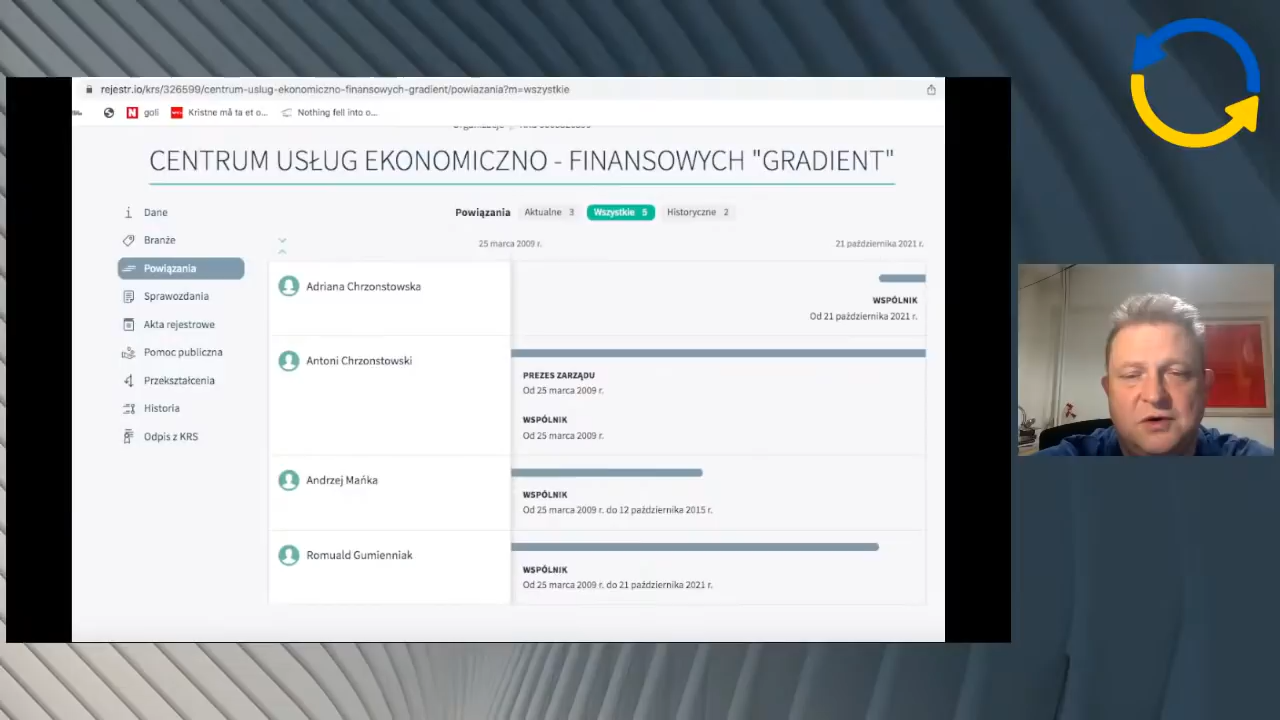 rejestr.io/krs/326599/centrum-uslug-ekonomiczno-finansowych-gradient/powiazania?m=wszystkie
goli
Kristne må ta et o...
Nothing fell into o...
CENTRUM USŁUG EKONOMICZNO - FINANSOWYCH "GRADIENT"
Dane
Branże
Powiązania
Sprawozdania
Akta rejestrowe
Pomoc publiczna
Przekształcenia
Historia
Odpis z KRS
Powiązania Aktualne 3 Wszystkie 5 Historyczne 2
25 marca 2009 r. 21 października 2021 r.
Adriana Chrzonstowska
WSPÓLNIK
Od 21 października 2021 r.
Antoni Chrzonstowski
PREZES ZARZĄDU
Od 25 marca 2009 r.
WSPÓLNIK
Od 25 marca 2009 r.
Andrzej Mańka
WSPÓLNIK
Od 25 marca 2009 r. do 12 października 2015 r.
Romuald Gumienniak
WSPÓLNIK
Od 25 marca 2009 r. do 21 października 2021 r.